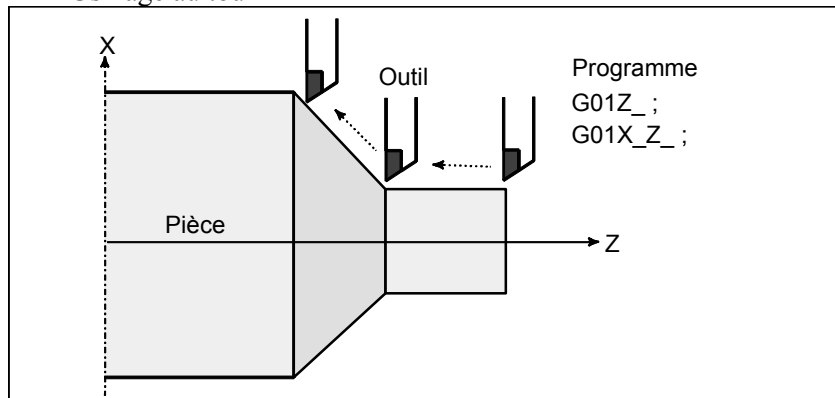 X
Outil
Programme
G01Z_ ;
G01X_Z_ ;
Pièce
Z